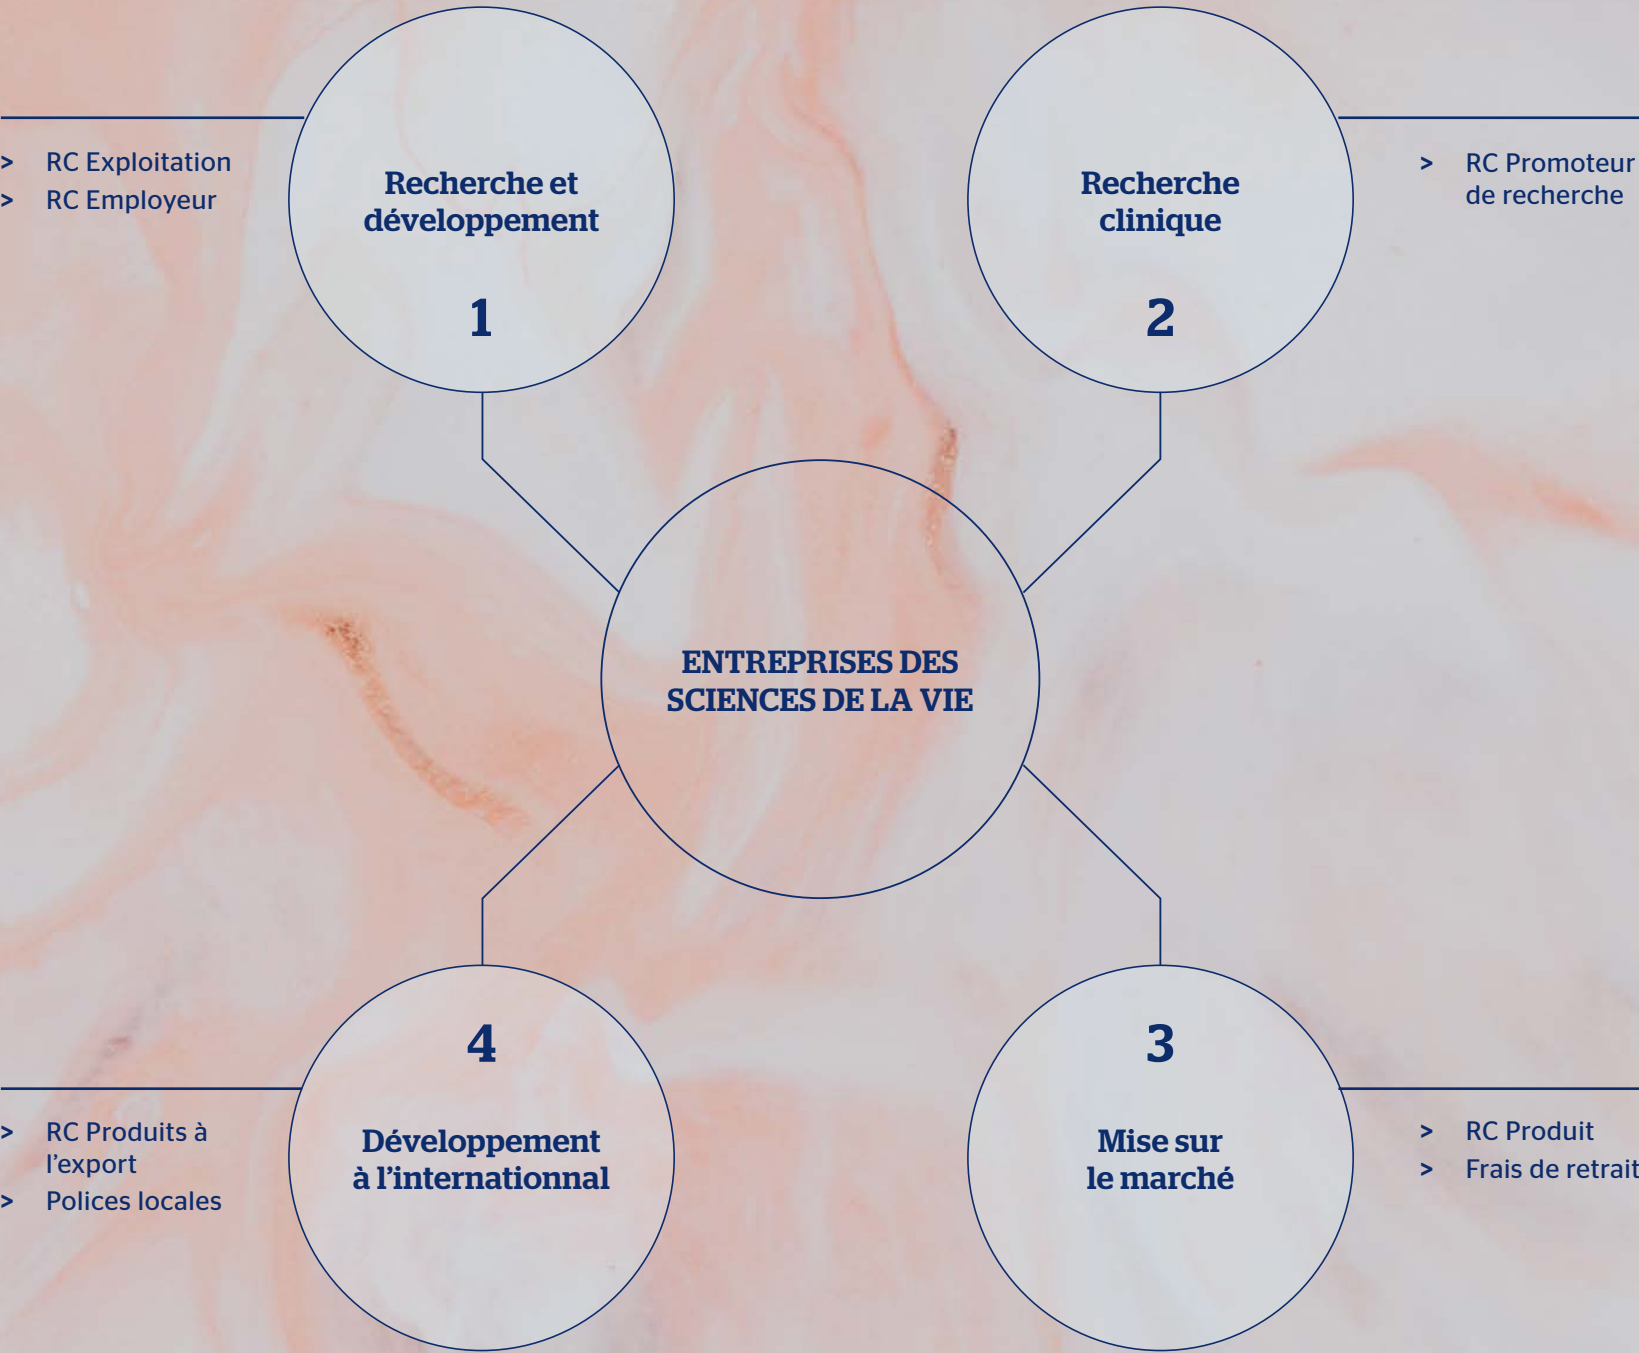 > RC Exploitation
> RC Employeur
Recherche et
développement
1
Recherche
clinique
2
> RC Promoteur
de recherche
ENTREPRISES DES
SCIENCES DE LA VIE
4
Développement
à l'internationnal
> RC Produits à
l'export
> Polices locales
3
Mise sur
le marché
> RC Produit
> Frais de retrait